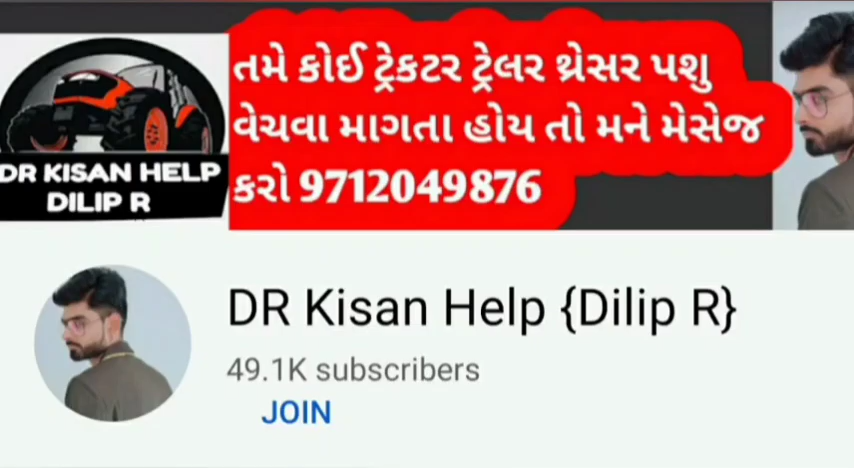 તમે કોઈ ટ્રેકટર ટ્રેલર થ્રેસર પશુ
વેચવા માગતા હોય તો મને મેસેજ
કરો 9712049876
DR KISAN HELP
DILIP R
DR Kisan Help {Dilip R}
49.1K subscribers
JOIN